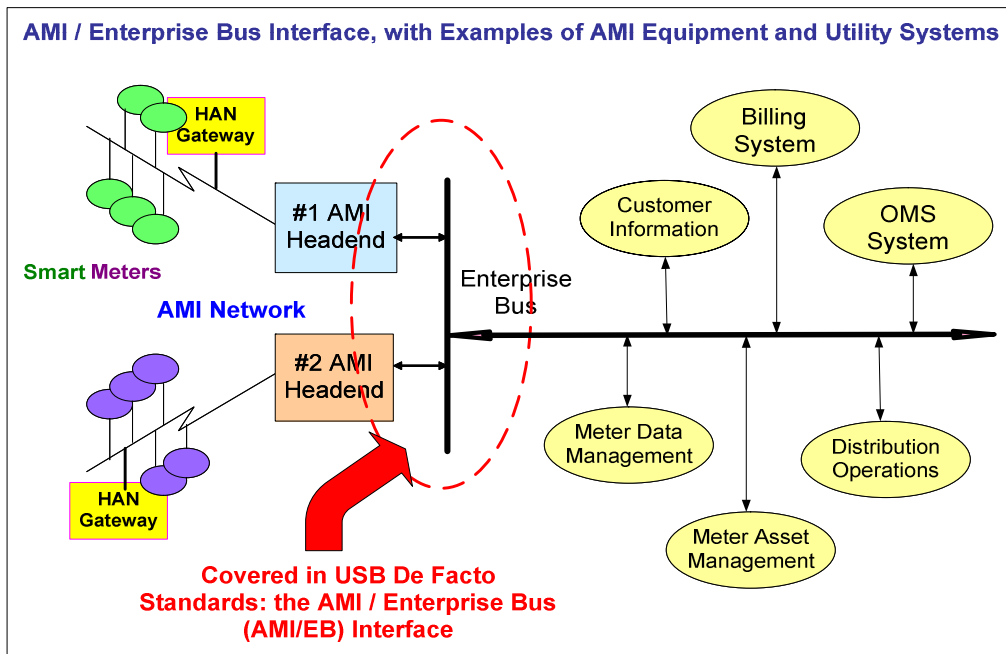 AMI / Enterprise Bus Interface, with Examples of AMI Equipment and Utility Systems
HAN
Gateway
#1 AMI
Headend
Smart Meters
AMI Network
#2 AMI
Headend
HAN
Gateway
Enterprise
Bus
Billing
System
Customer
Information
OMS
System
Meter Data
Management
Distribution
Operations
Meter Asset
Management
Covered in USB De Facto
Standards: the AMI / Enterprise Bus
(AMI/EB) Interface